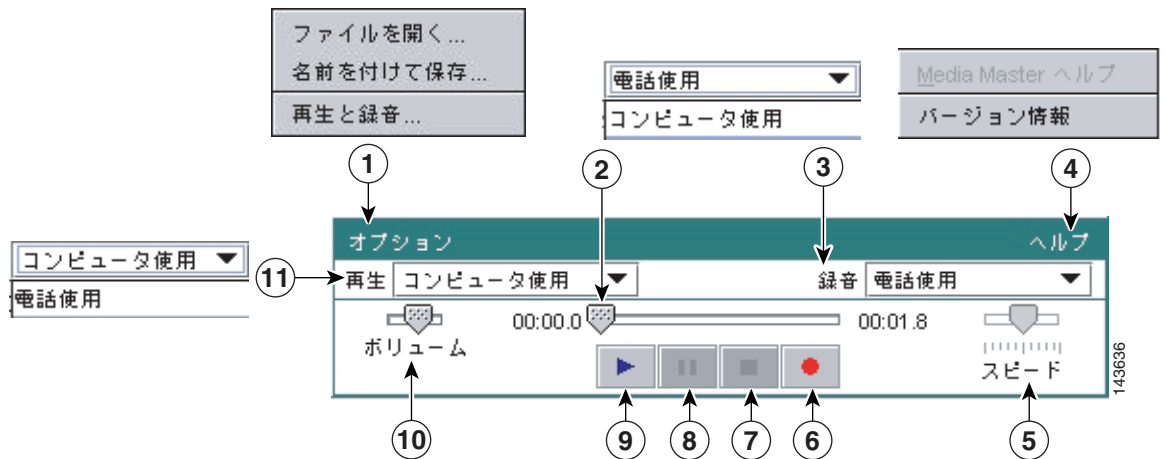 ファイルを開く...
名前を付けて保存...
再生と録音...
電話使用
コンピュータ使用
Media Master ヘルプ
バージョン情報
1
2
3
4
オプション
ヘルプ
コンピュータ使用
電話使用
11
再生 コンピュータ使用
録音 電話使用
00:00.0
00:01.8
ボリューム
スピード
143636
10
9
8
7
6
5